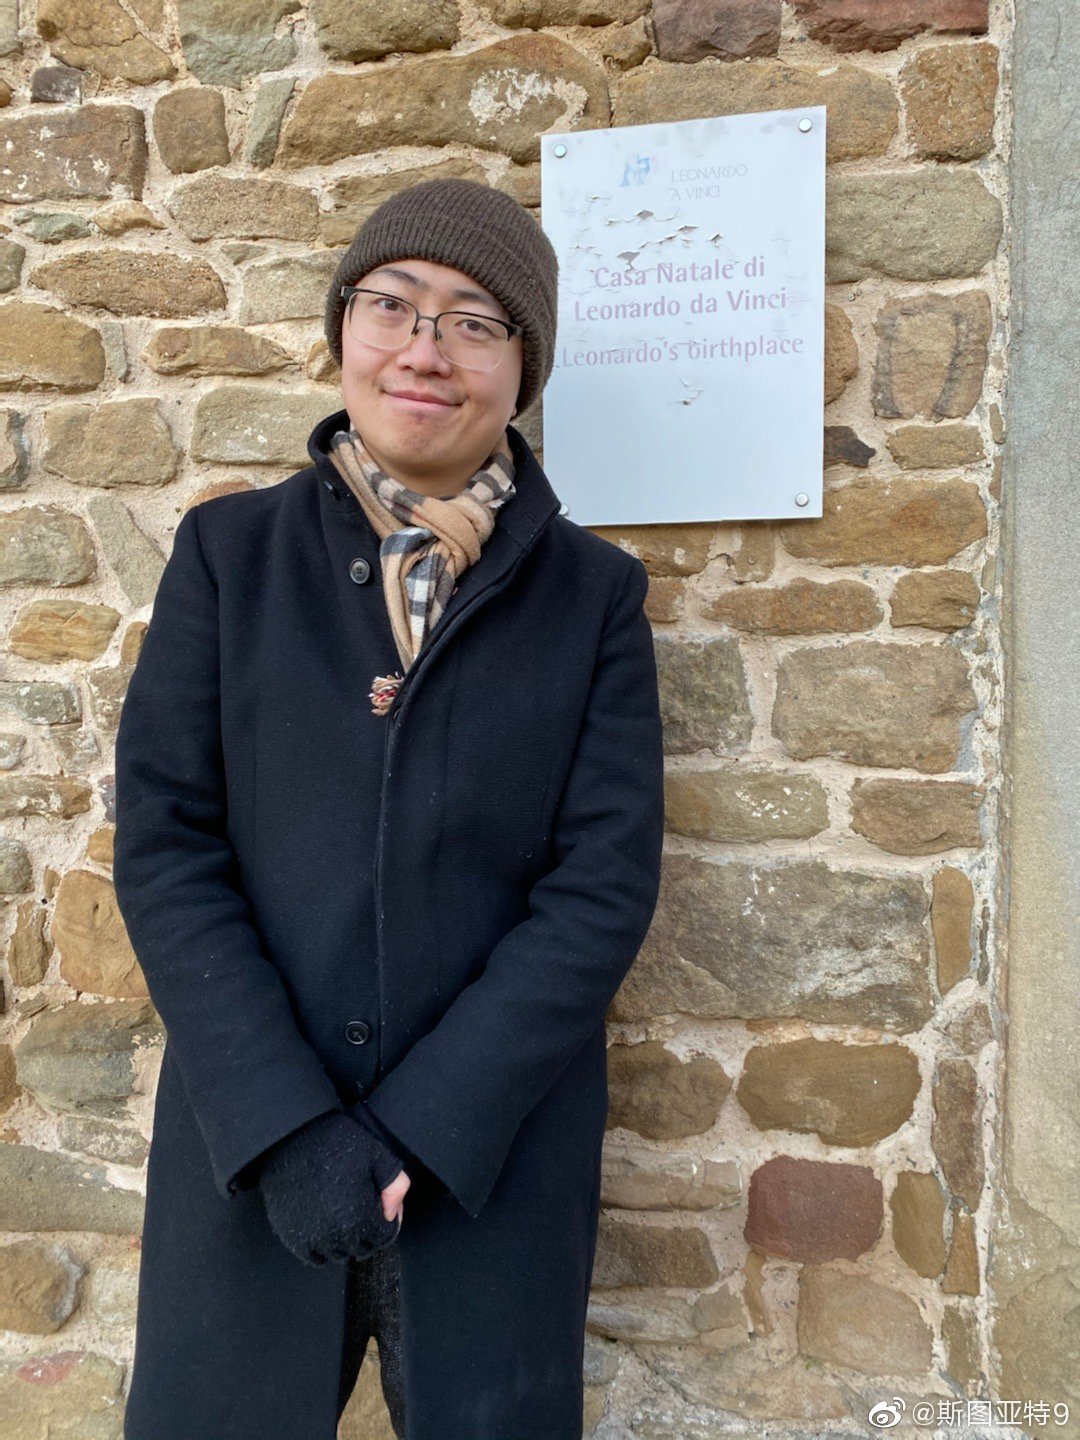 LEONARDO
A VINCI
Casa Natale di
Leonardo da Vinci
Leonardo's birthplace
@斯图亚特9